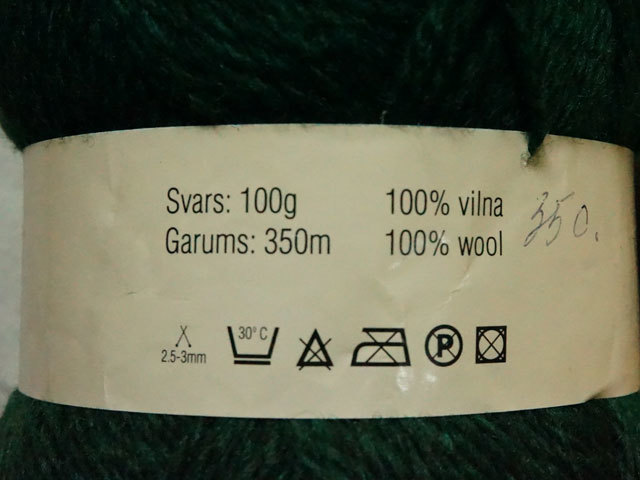 Svars: 100g 100% vilna
Garums: 350m 100% wool
350.
30° C
P
2.5-3mm